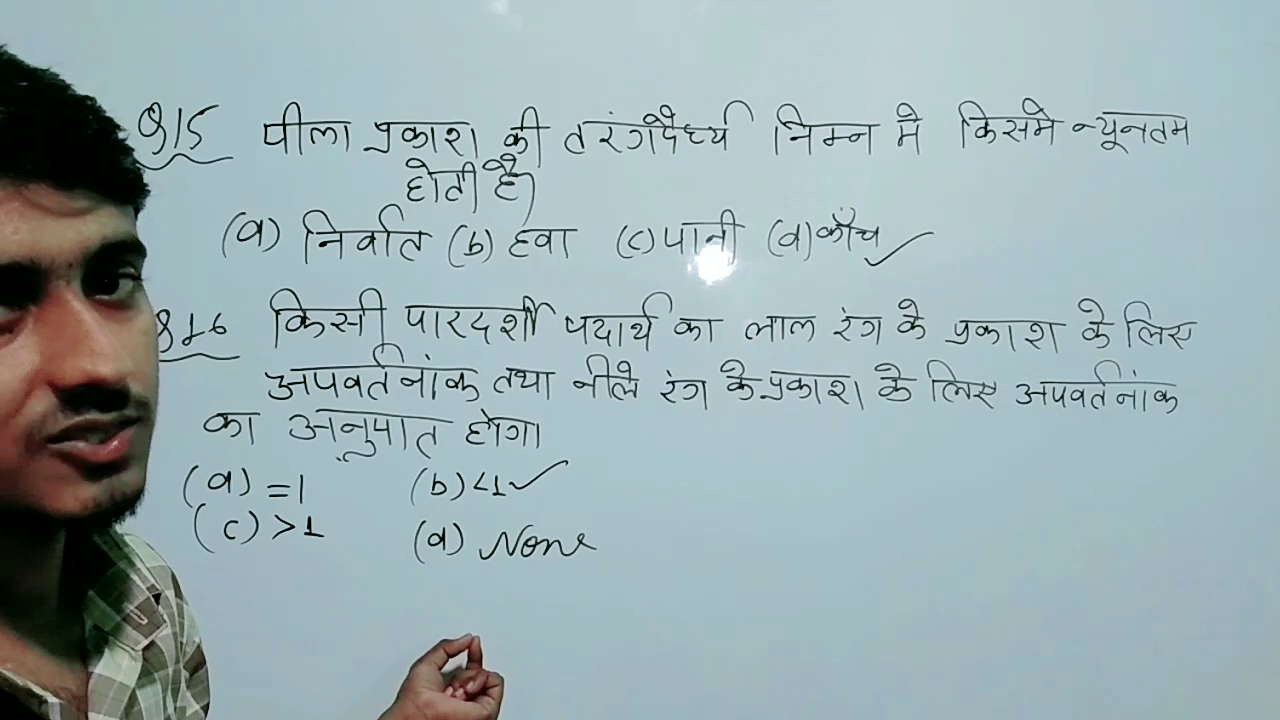 Q15 पीला प्रकाश की तरंगदैर्ध्य निम्न मे किसमे न्यूनतम
होती है।
(a) निर्वात (b) हवा (c) पानी (d) काँच ✓
Q16 किसी पारदर्शी पदार्थ का लाल रंग के प्रकाश के लिए
अपवर्तनांक तथा नीले रंग के प्रकाश के लिए अपवर्तनांक
का अनुपात होगा
(a) =1 (b) <1 ✓
(c) >1 (d) None